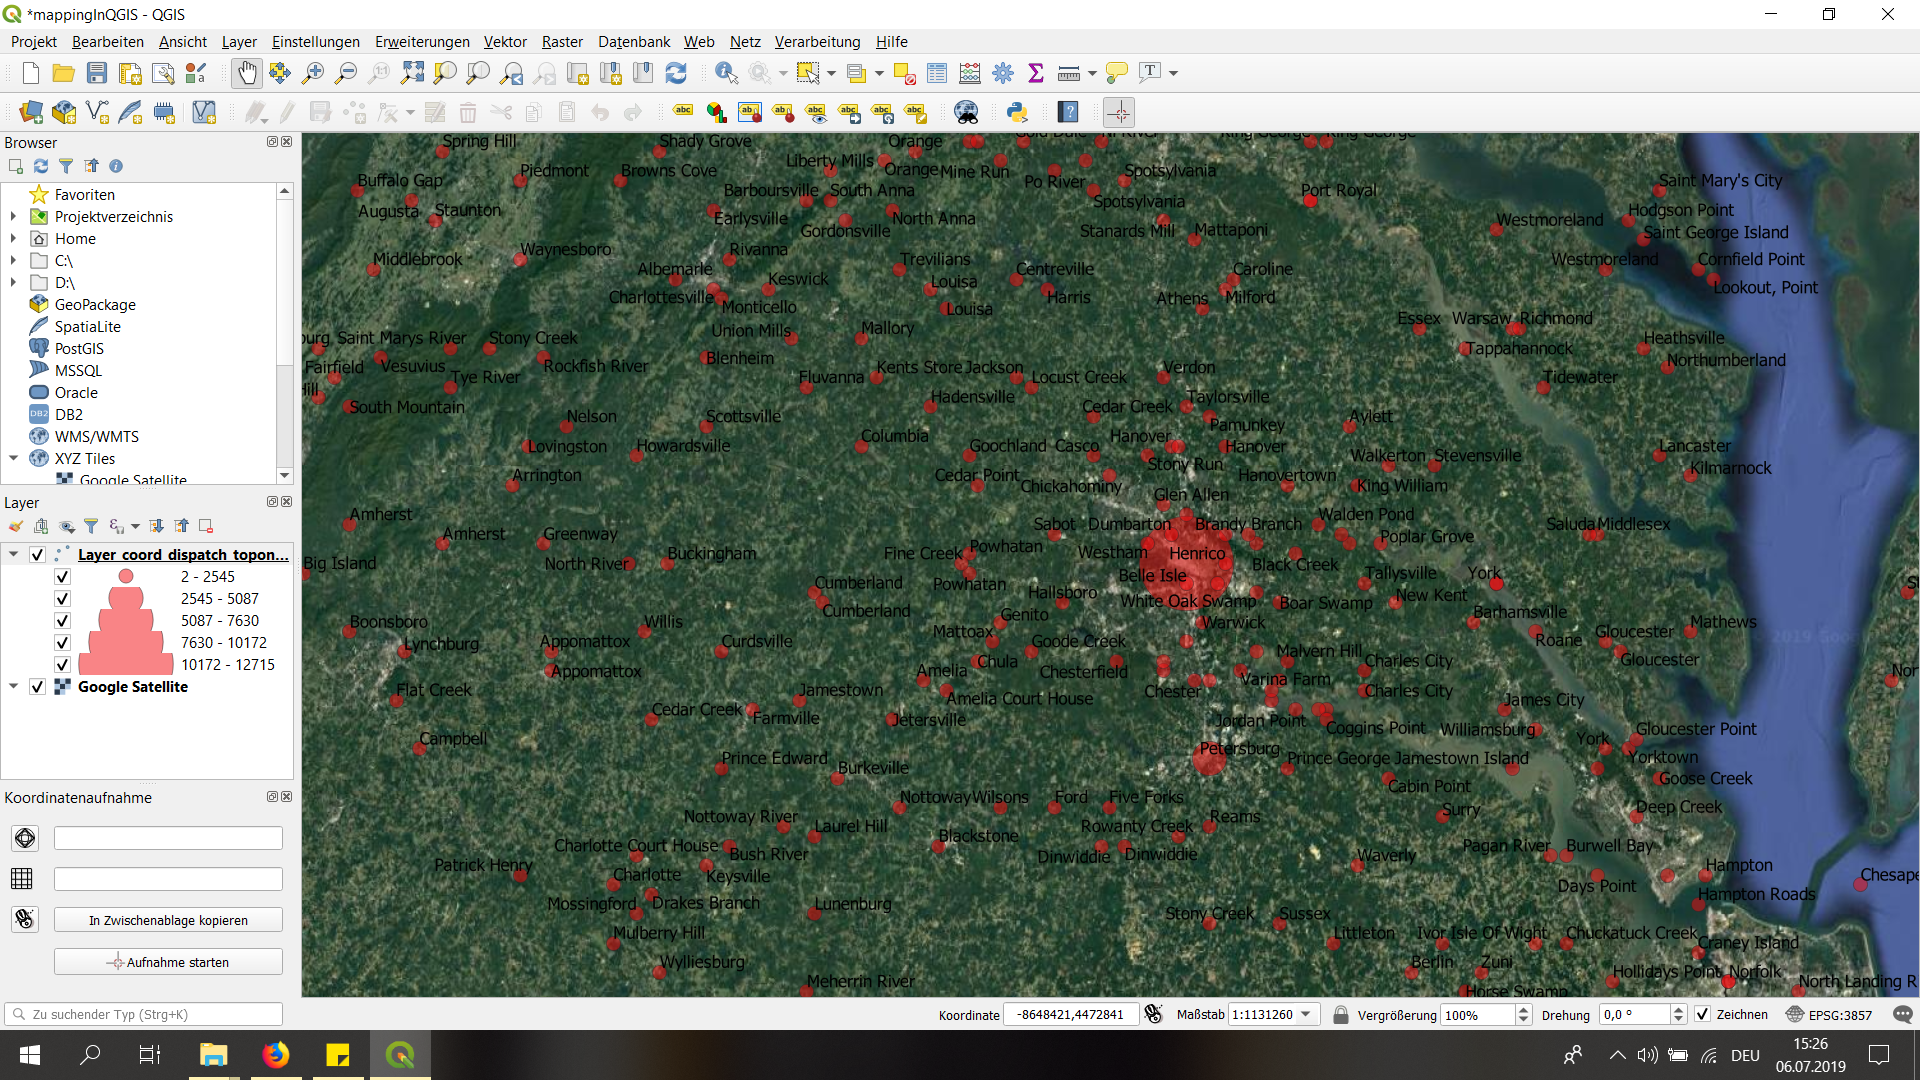 *mappingInQGIS - QGIS
Projekt Bearbeiten Ansicht Layer Einstellungen Erweiterungen Vektor Raster Datenbank Web Netz Verarbeitung Hilfe
Browser
Favoriten
Projektverzeichnis
Home
C:\
D:\
GeoPackage
SpatiaLite
PostGIS
MSSQL
Oracle
DB2
WMS/WMTS
XYZ Tiles
Google Satellite
Layer
Layer_coord_dispatch_topon...
2 - 2545
2545 - 5087
5087 - 7630
7630 - 10172
10172 - 12715
Google Satellite
Koordinatenaufnahme
In Zwischenablage kopieren
Aufnahme starten
Spring Hill Shady Grove Orange
Piedmont Browns Cove Liberty Mills Orange Mine Run Spotsylvania
Buffalo Gap Barboursville South Anna Po River Port Royal Saint Mary's City
Augusta Staunton Earlysville North Anna Spotsylvania Westmoreland Hodgson Point
Gordonsville Stanards Mill Mattaponi Saint George Island
Waynesboro Rivanna
Middlebrook Albemarle Trevilians Centreville Caroline Westmoreland Cornfield Point
Keswick Louisa Lookout, Point
Charlottesville Monticello Louisa Harris Athens Milford
Union Mills Mallory Essex Warsaw Richmond
Saint Marys River Stony Creek Heathsville
Fairfield Vesuvius Rockfish River Blenheim Tappahannock Northumberland
Tye River Fluvanna Kents Store Jackson Locust Creek Verdon Tidewater
South Mountain Hadensville Cedar Creek Taylorsville
Nelson Scottsville Pamunkey Aylett
Lovingston Howardsville Columbia Goochland Casco Hanover Hanover Lancaster
Stony Run Walkerton Stevensville Kilmarnock
Arrington Cedar Point Chickahominy Hanovertown King William
Glen Allen
Amherst Amherst Greenway Sabot Dumbarton Brandy Branch Walden Pond Saluda Middlesex
Big Island North River Buckingham Fine Creek Powhatan Westham Henrico Poplar Grove
Black Creek Tallysville York
Cumberland Powhatan Hallsboro Belle Isle
Cumberland Genito White Oak Swamp Boar Swamp New Kent Barhamsville
Boonsboro Willis Mattoax Warwick Roane Gloucester Mathews
Lynchburg Appomattox Curdsville Goode Creek Malvern Hill Gloucester
Appomattox Amelia Chula Chesterfield Varina Farm Charles City
Flat Creek Jamestown Amelia Court House Chester Charles City James City
Cedar Creek Farmville Jetersville Jordan Point Coggins Point Williamsburg Gloucester Point
Campbell Petersburg York
Prince Edward Burkeville Prince George Jamestown Island Yorktown
Cabin Point Goose Creek
Nottoway Wilsons Ford Five Forks Surry Deep Creek
Nottoway River Laurel Hill Blackstone Rowanty Creek Reams
Charlotte Court House Bush River Dinwiddie Dinwiddie Waverly Pagan River Burwell Bay
Patrick Henry Charlotte Keysville Days Point Hampton Chesape
Mossingford Drakes Branch Lunenburg Stony Creek Sussex Hampton Roads
Mulberry Hill Littleton Ivor Isle Of Wight Chuckatuck Creek Craney Island
Wylliesburg Berlin Zuni Hollidays Point Norfolk
Meherrin River Horse Swamp North Landing R
Zu suchender Typ (Strg+K)
Koordinate -8648421,4472841 Maßstab 1:1131260 Vergrößerung 100% Drehung 0,0 ° Zeichnen EPSG:3857
DEU
15:26
06.07.2019